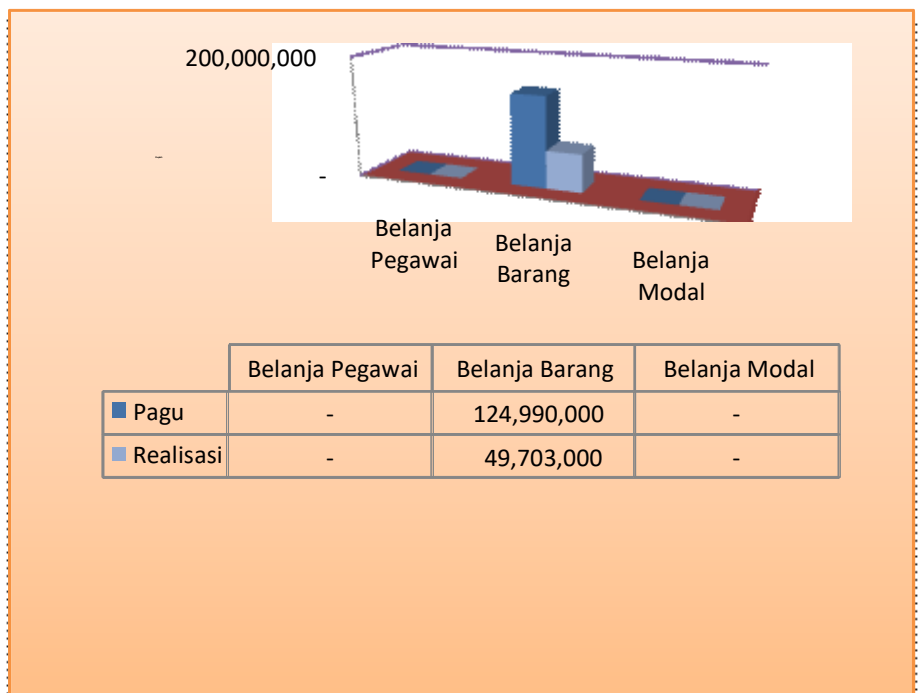 200,000,000
-
-
Belanja
Pegawai
Belanja
Barang
Belanja
Modal
Belanja Pegawai Belanja Barang Belanja Modal
Pagu - 124,990,000 -
Realisasi - 49,703,000 -